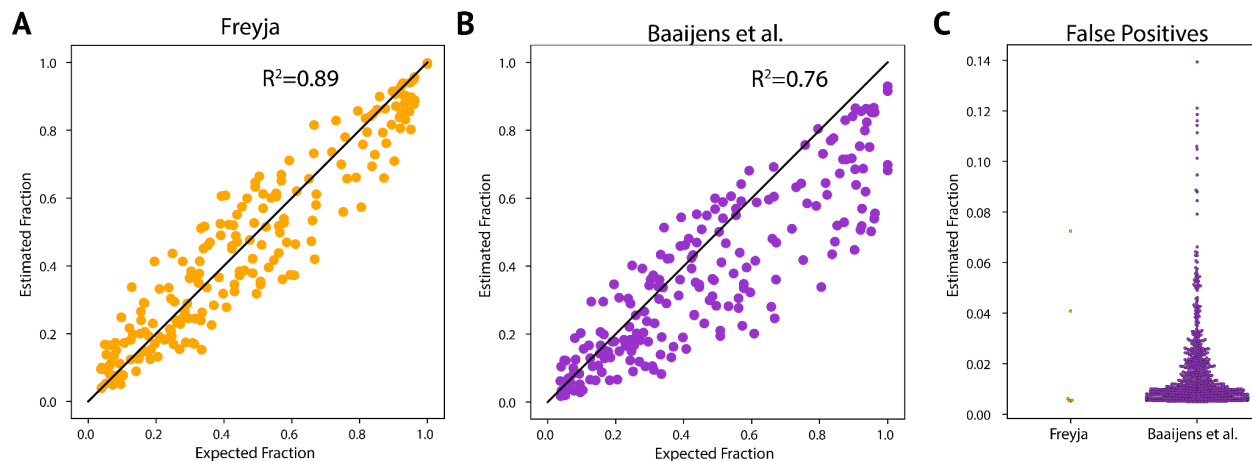 A
Freyja
R²=0.89
1.0
0.8
0.6
0.4
0.2
0.0
Estimated Fraction
0.0 0.2 0.4 0.6 0.8 1.0
Expected Fraction
B
Baaijens et al.
R²=0.76
1.0
0.8
0.6
0.4
0.2
0.0
Estimated Fraction
0.0 0.2 0.4 0.6 0.8 1.0
Expected Fraction
C
False Positives
0.14
0.12
0.10
0.08
0.06
0.04
0.02
0.00
Estimated Fraction
Freyja Baaijens et al.